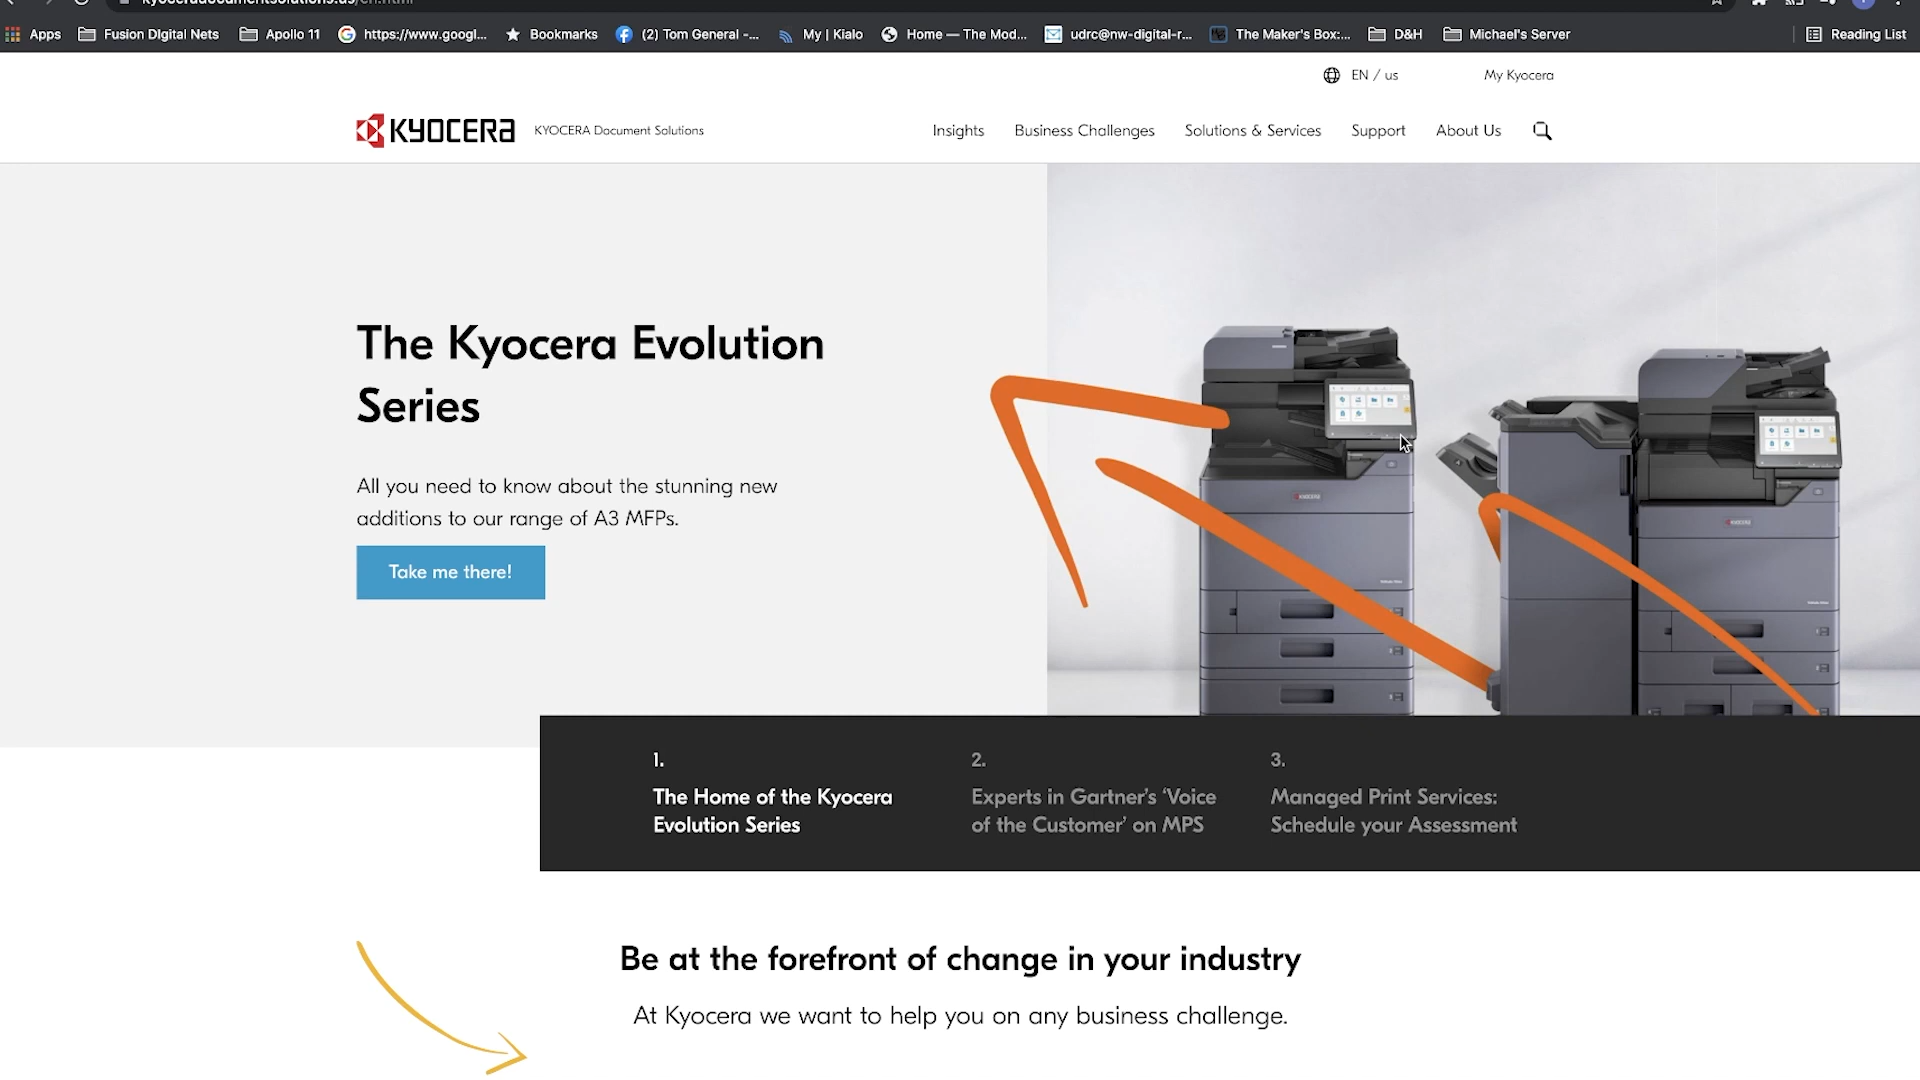 Apps Fusion DIgital Nets Apollo 11 https://www.googl... Bookmarks (2) Tom General -... My | Kialo Home — The Mod... udrc@nw-digital-r... The Maker's Box:... D&H Michael's Server Reading List
EN / us My Kyocera
KYOCERA KYOCERA Document Solutions Insights Business Challenges Solutions & Services Support About Us
The Kyocera Evolution
Series
All you need to know about the stunning new
additions to our range of A3 MFPs.
Take me there!
KYOCERA
KYOCERA
1. 2. 3.
The Home of the Kyocera
Evolution Series
Experts in Gartner's ‘Voice
of the Customer’ on MPS
Managed Print Services:
Schedule your Assessment
Be at the forefront of change in your industry
At Kyocera we want to help you on any business challenge.